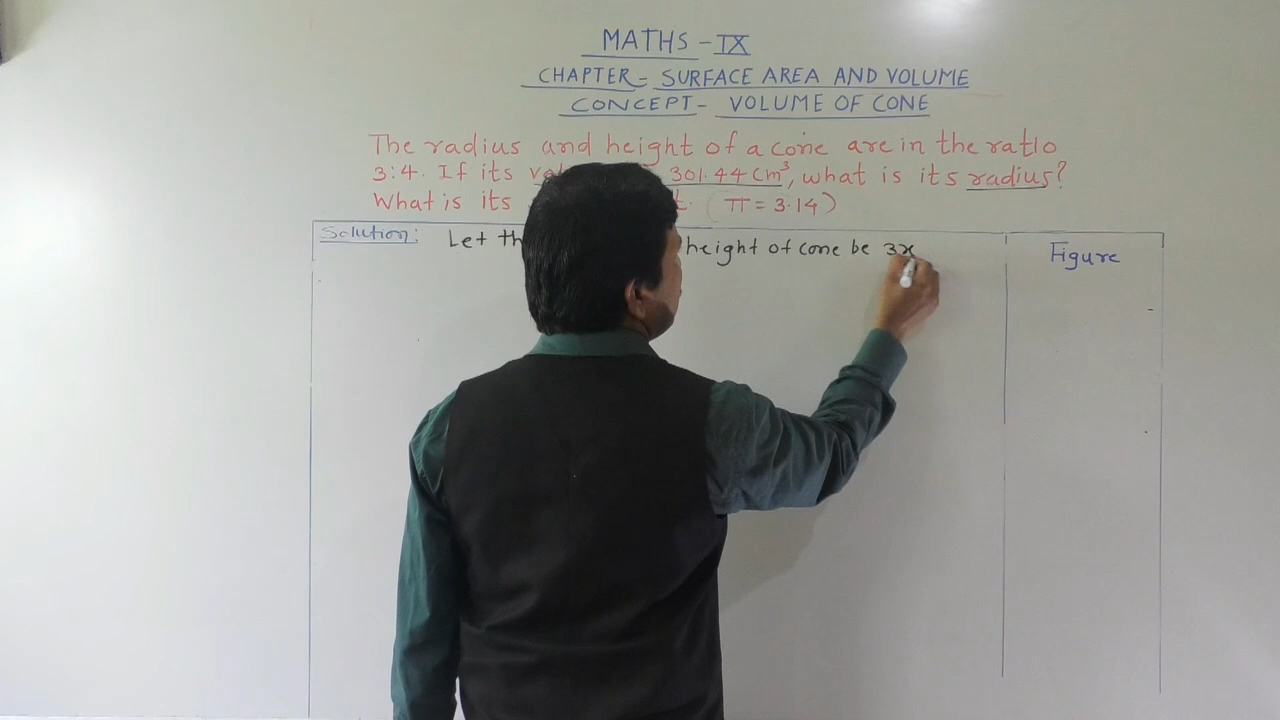 MATHS - IX
CHAPTER - SURFACE AREA AND VOLUME
CONCEPT - VOLUME OF CONE
The radius and height of a cone are in the ratio
3:4. If its 301.44 cm³, what is its radius?
What is its (π = 3.14)
Solution: Let height of cone be 3x
Figure